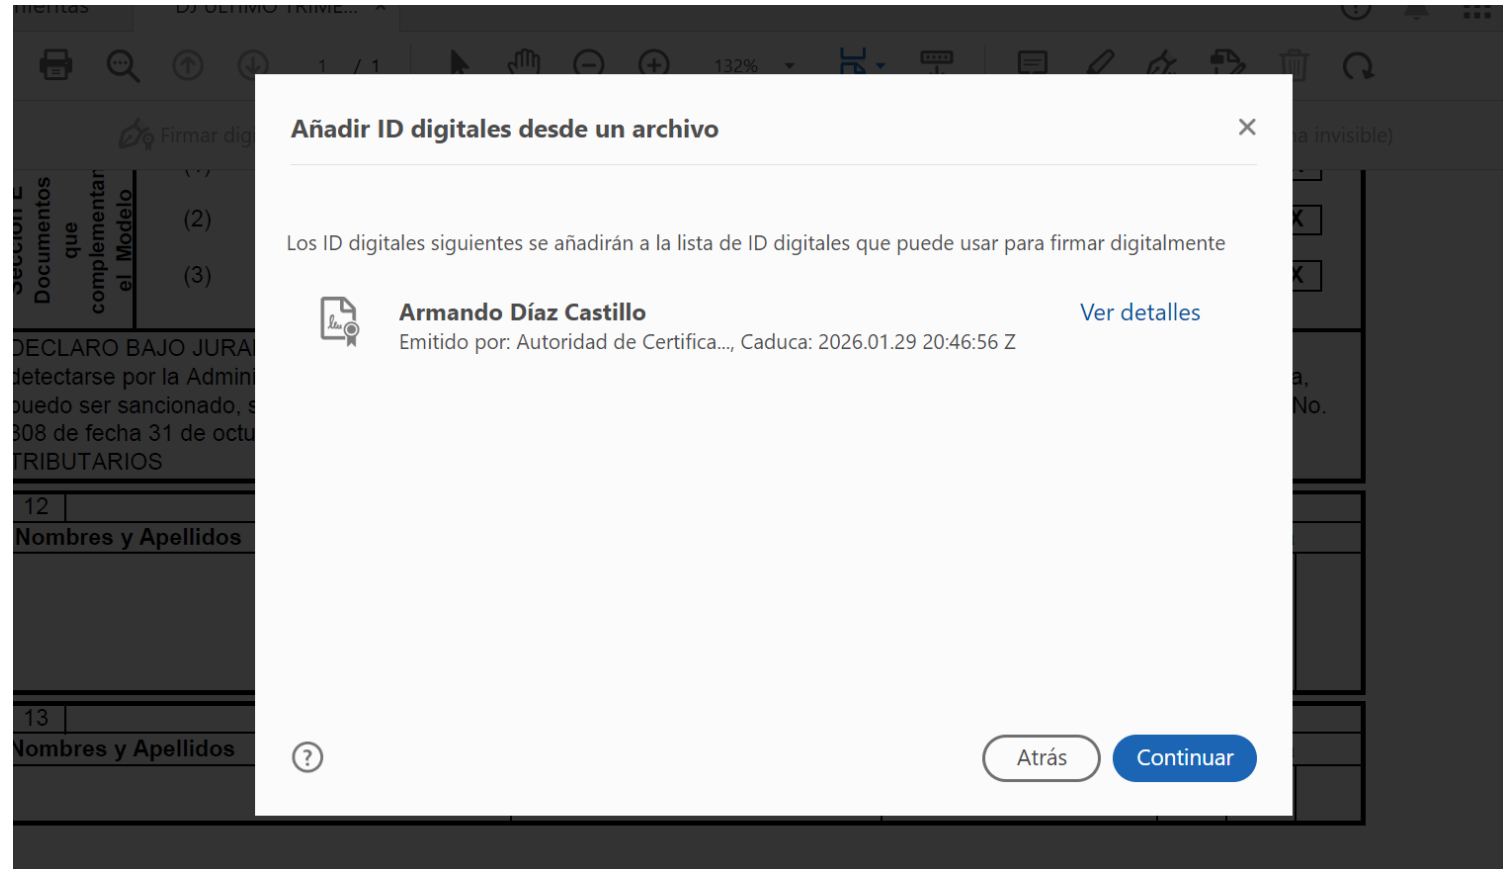 DJ ULTIMO TRIME...
1 / 1
132%
Firmar dig
a invisible)
Añadir ID digitales desde un archivo
Los ID digitales siguientes se añadirán a la lista de ID digitales que puede usar para firmar digitalmente
Armando Díaz Castillo
Ver detalles
Emitido por: Autoridad de Certifica..., Caduca: 2026.01.29 20:46:56 Z
Sección E
Documentos
que
complementan
el Modelo
(2)
X
(3)
X
DECLARO BAJO JURA
detectarse por la Admini
a,
puedo ser sancionado, s
No.
308 de fecha 31 de octu
TRIBUTARIOS
12
Nombres y Apellidos
13
Nombres y Apellidos
?
Atrás
Continuar